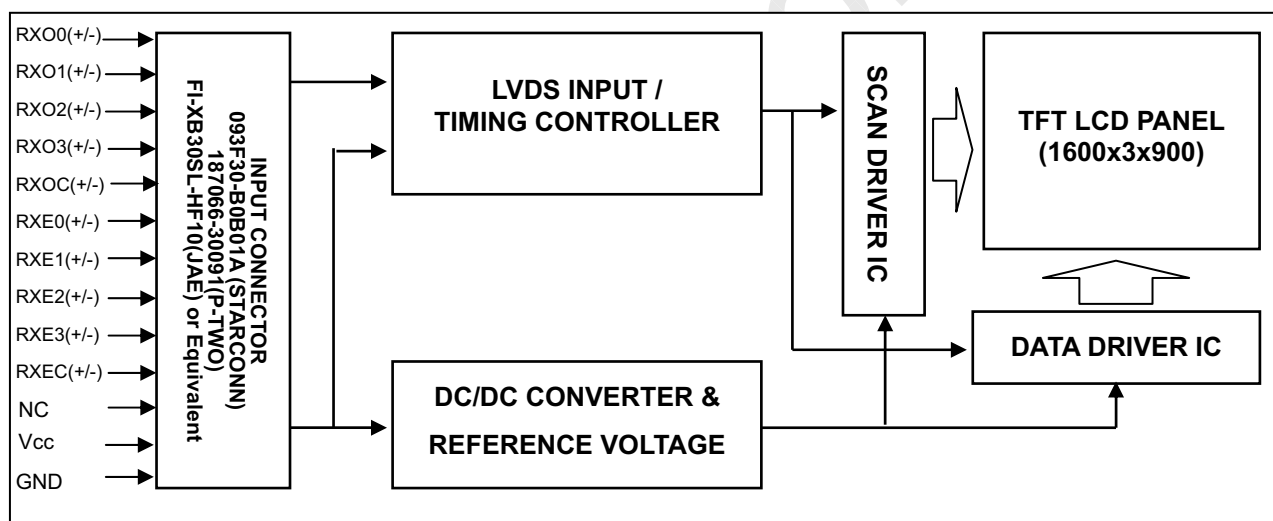 RXO0(+/-)
RXO1(+/-)
RXO2(+/-)
RXO3(+/-)
RXOC(+/-)
RXE0(+/-)
RXE1(+/-)
RXE2(+/-)
RXE3(+/-)
RXEC(+/-)
NC
Vcc
GND
INPUT CONNECTOR
093F30-B0B01A (STARCONN)
187066-30091(P-TWO)
FI-XB30SL-HF10(JAE) or Equivalent
LVDS INPUT /
TIMING CONTROLLER
DC/DC CONVERTER &
REFERENCE VOLTAGE
SCAN DRIVER IC
TFT LCD PANEL
(1600x3x900)
DATA DRIVER IC